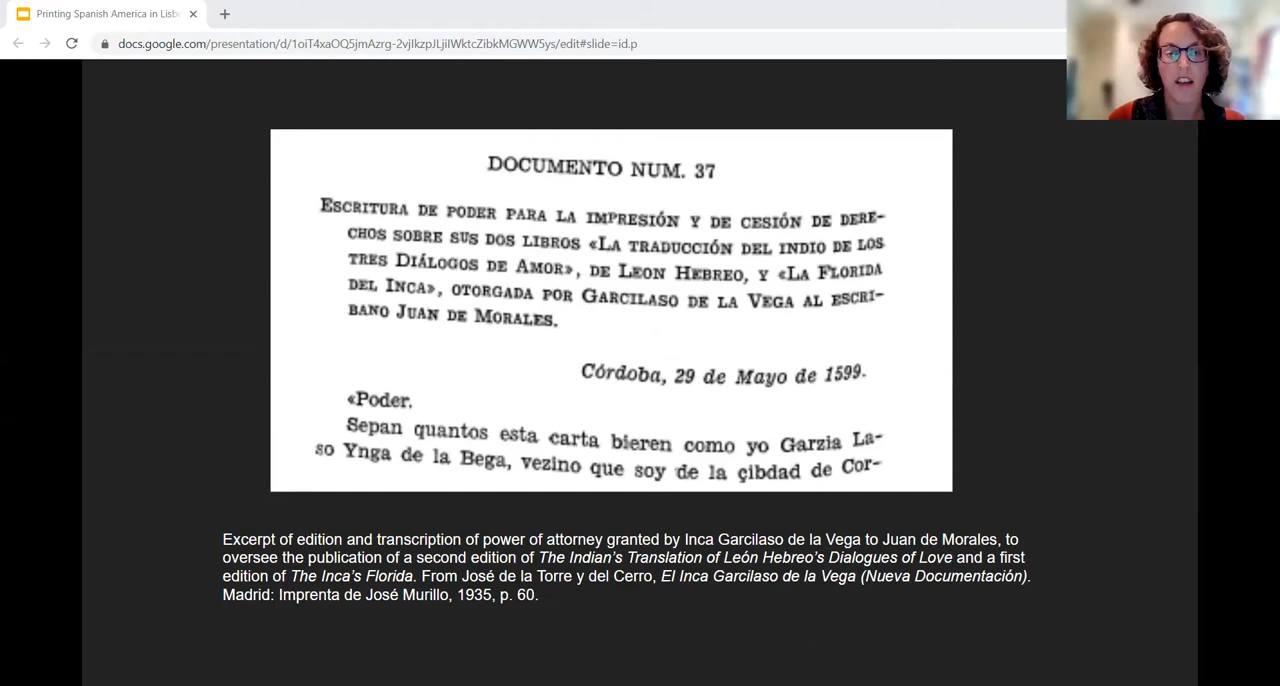 Printing Spanish America in Lisbo
docs.google.com/presentation/d/1oiT4xaOQ5jmAzrg-2vjIkzpJLjiIWktcZibkMGWW5ys/edit#slide=id.p
DOCUMENTO NUM. 37
ESCRITURA DE PODER PARA LA IMPRESIÓN Y DE CESIÓN DE DERE-
CHOS SOBRE SUS DOS LIBROS «LA TRADUCCIÓN DEL INDIO DE LOS
TRES DIÁLOGOS DE AMOR», DE LEON HEBREO, Y «LA FLORIDA
DEL INCA», OTORGADA POR GARCILASO DE LA VEGA AL ESCRI-
BANO JUAN DE MORALES.
Córdoba, 29 de Mayo de 1599.
«Poder.
Sepan quantos esta carta bieren como yo Garzia La-
so Ynga de la Bega, vezino que soy de la çibdad de Cor-
Excerpt of edition and transcription of power of attorney granted by Inca Garcilaso de la Vega to Juan de Morales, to
oversee the publication of a second edition of The Indian's Translation of León Hebreo's Dialogues of Love and a first
edition of The Inca's Florida. From José de la Torre y del Cerro, El Inca Garcilaso de la Vega (Nueva Documentación).
Madrid: Imprenta de José Murillo, 1935, p. 60.